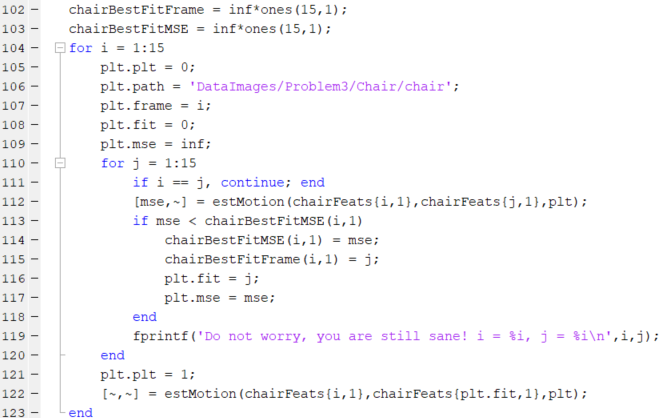 102 – chairBestFitFrame = inf*ones(15,1);
103 – chairBestFitMSE = inf*ones(15,1);
104 – for i = 1:15
105 – plt.plt = 0;
106 – plt.path = 'DataImages/Problem3/Chair/chair';
107 – plt.frame = i;
108 – plt.fit = 0;
109 – plt.mse = inf;
110 – for j = 1:15
111 – if i == j, continue; end
112 – [mse,~] = estMotion(chairFeats{i,1},chairFeats{j,1},plt);
113 – if mse < chairBestFitMSE(i,1)
114 – chairBestFitMSE(i,1) = mse;
115 – chairBestFitFrame(i,1) = j;
116 – plt.fit = j;
117 – plt.mse = mse;
118 – end
119 – fprintf('Do not worry, you are still sane! i = %i, j = %i\n',i,j);
120 – end
121 – plt.plt = 1;
122 – [~,~] = estMotion(chairFeats{i,1},chairFeats{plt.fit,1},plt);
123 – end